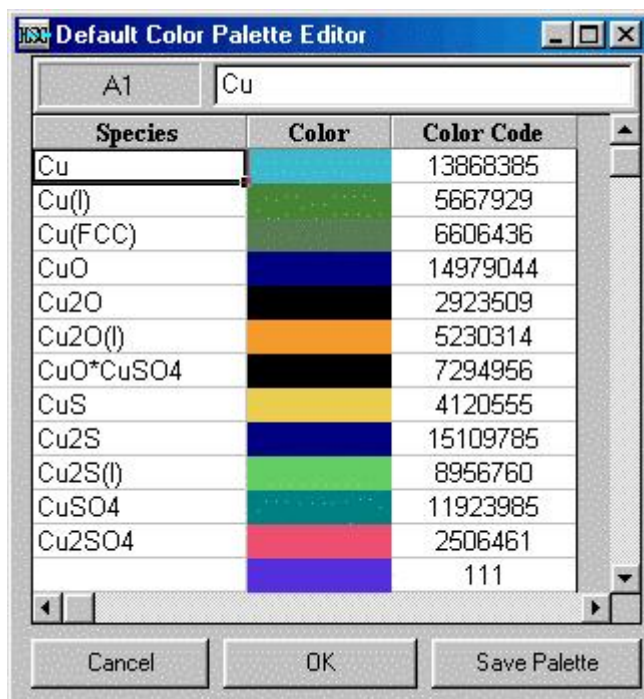 HSC Default Color Palette Editor
A1 Cu
Species Color Color Code
Cu 13868385
Cu(l) 5667929
Cu(FCC) 6606436
CuO 14979044
Cu2O 2923509
Cu2O(l) 5230314
CuO*CuSO4 7294956
CuS 4120555
Cu2S 15109785
Cu2S(l) 8956760
CuSO4 11923985
Cu2SO4 2506461
111
Cancel OK Save Palette